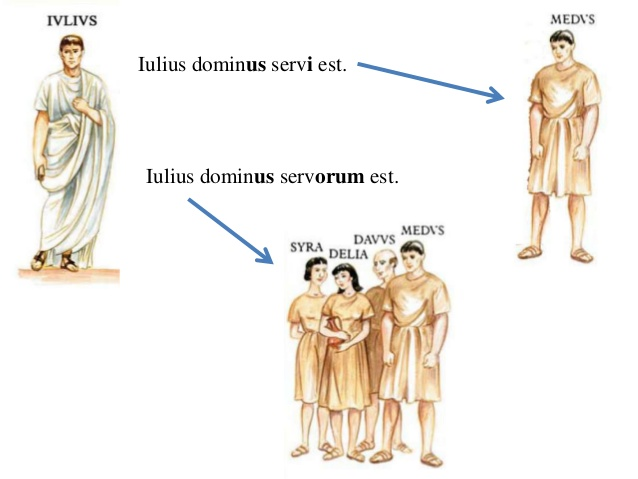 IVLIVS
MEDVS
Iulius dominus servi est.
Iulius dominus servorum est.
SYRA
DELIA
DAVVS
MEDVS